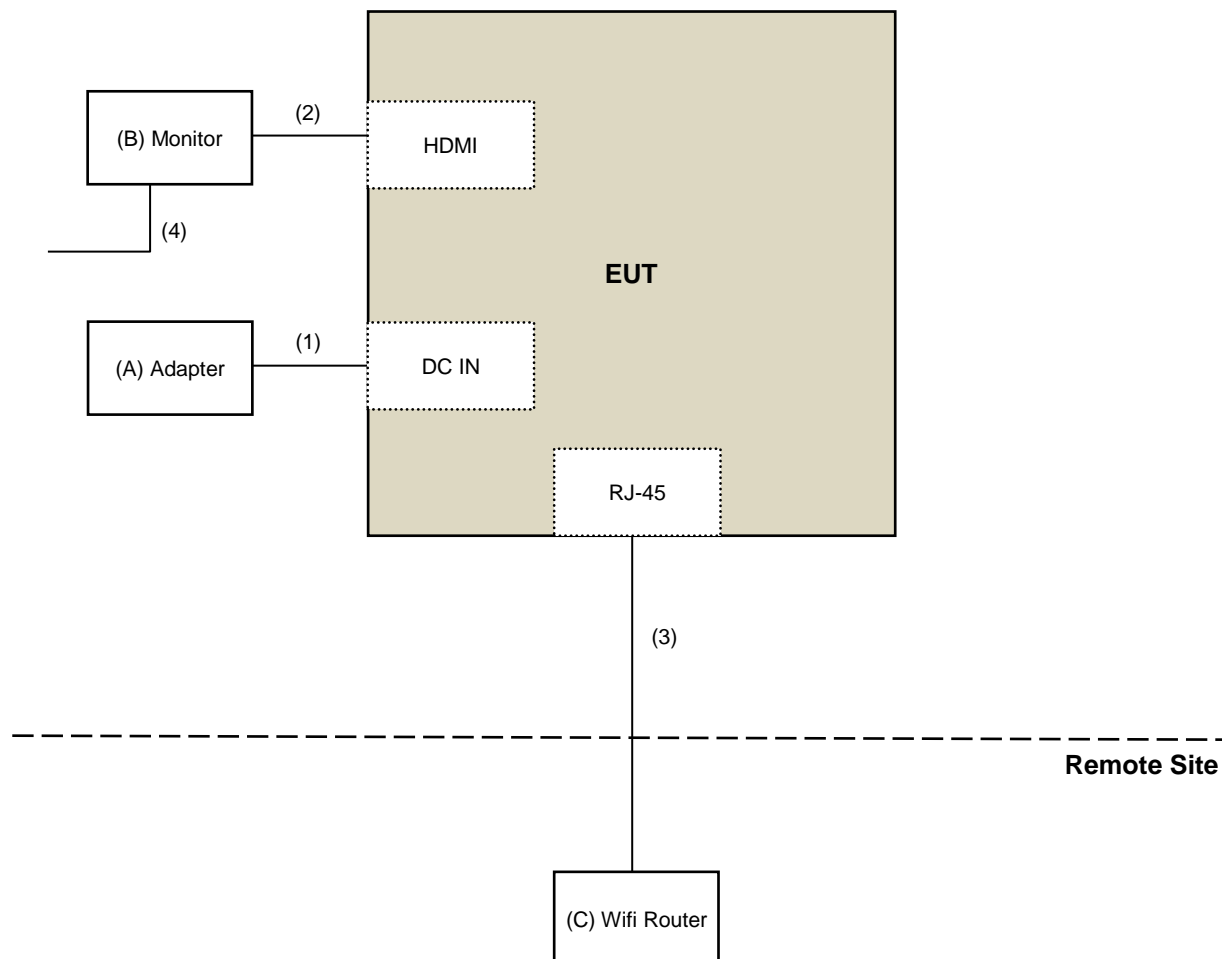 (2)
(B) Monitor
HDMI
(4)
EUT
(1)
(A) Adapter
DC IN
RJ-45
(3)
Remote Site
(C) Wifi Router